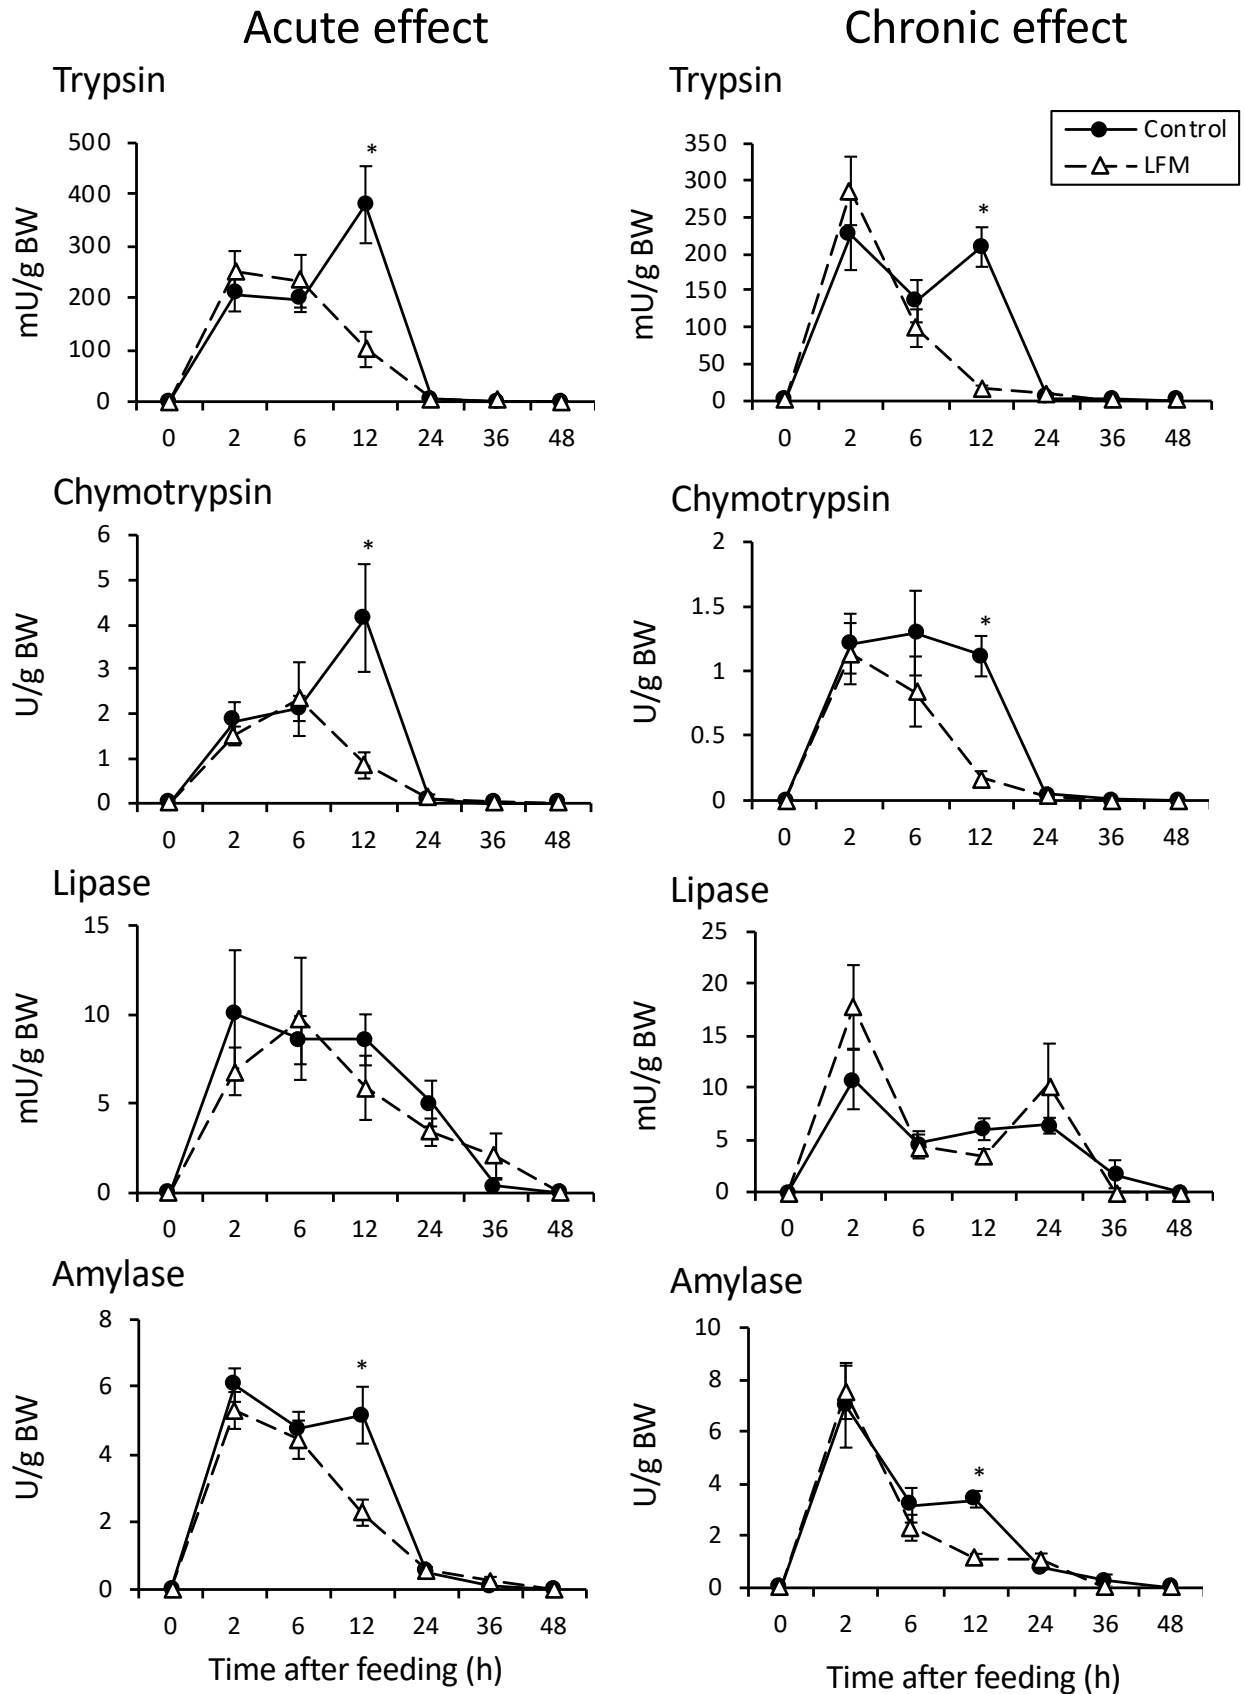 Acute effect
Chronic effect
Trypsin
Trypsin
Control
LFM
500
400
300
200
100
0
mU/g BW
0 2 6 12 24 36 48
*
350
300
250
200
150
100
50
0
mU/g BW
0 2 6 12 24 36 48
*
Chymotrypsin
Chymotrypsin
6
5
4
3
2
1
0
U/g BW
0 2 6 12 24 36 48
*
2
1.5
1
0.5
0
U/g BW
0 2 6 12 24 36 48
*
Lipase
Lipase
15
10
5
0
mU/g BW
0 2 6 12 24 36 48
25
20
15
10
5
0
mU/g BW
0 2 6 12 24 36 48
Amylase
Amylase
8
6
4
2
0
U/g BW
0 2 6 12 24 36 48
*
Time after feeding (h)
10
8
6
4
2
0
U/g BW
0 2 6 12 24 36 48
*
Time after feeding (h)